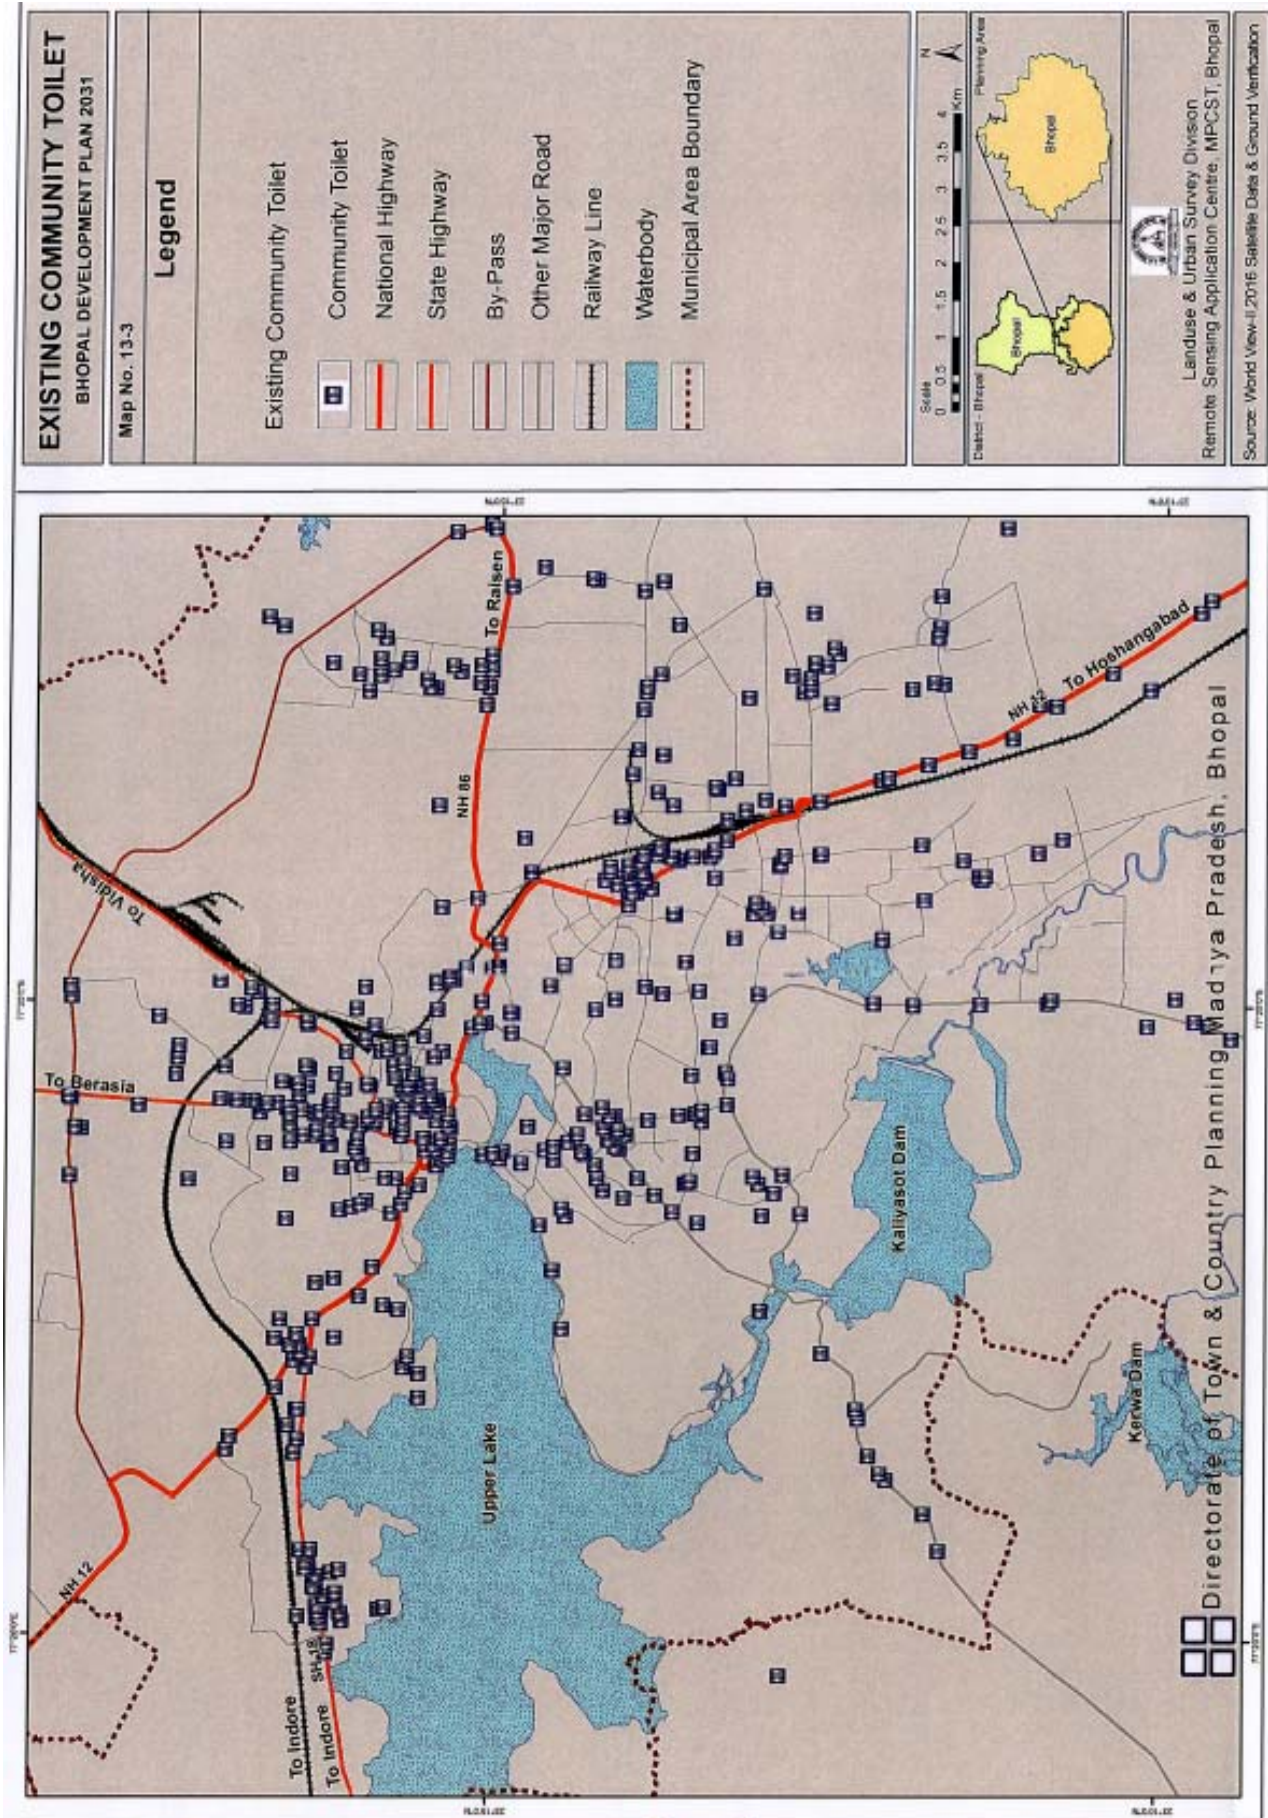 EXISTING COMMUNITY TOILET
BHOPAL DEVELOPMENT PLAN 2031
Map No. 13-3
Legend
Existing Community Toilet
Community Toilet
National Highway
State Highway
By-Pass
Other Major Road
Railway Line
Waterbody
Municipal Area Boundary
Scale
0 0.5 1 1.5 2 2.5 3 3.5 4
Km
N
District - Bhopal
Planning Area
Bhopal
Bhopal
Landuse & Urban Survey Division
Remote Sensing Application Centre, MPCST, Bhopal
Source: World View-II,2016 Satellite Data & Ground Verification
To Vidisha
To Berasia
NH 12
To Indore
SH 18
To Indore
NH 86
To Raisen
NH 12
To Hoshangabad
Upper Lake
Kaliyasot Dam
Kerwa Dam
Directorate of Town & Country Planning Madhya Pradesh, Bhopal